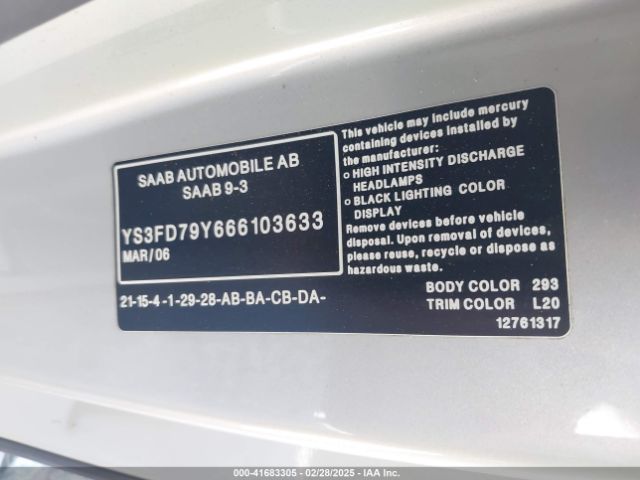 SAAB AUTOMOBILE AB
SAAB 9-3
YS3FD79Y666103633
MAR/06
21-15-4 -1-29-28-AB-BA-CB-DA-
This vehicle may include mercury
containing devices installed by
the manufacturer:
○ HIGH INTENSITY DISCHARGE
HEADLAMPS
○ BLACK LIGHTING COLOR
DISPLAY
Remove devices before vehicle
disposal. Upon removal of devices,
please reuse, recycle or dispose as
hazardous waste.
BODY COLOR 293
TRIM COLOR L20
12761317
000-41683305 - 02/28/2025 - IAA Inc.